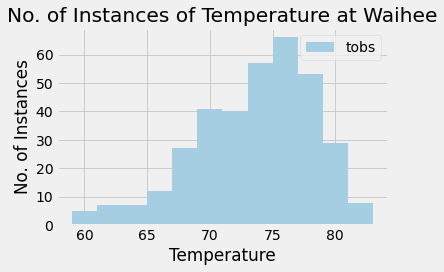 No. of Instances of Temperature at Waihee
tobs
No. of Instances
60
50
40
30
20
10
0
60 65 70 75 80
Temperature